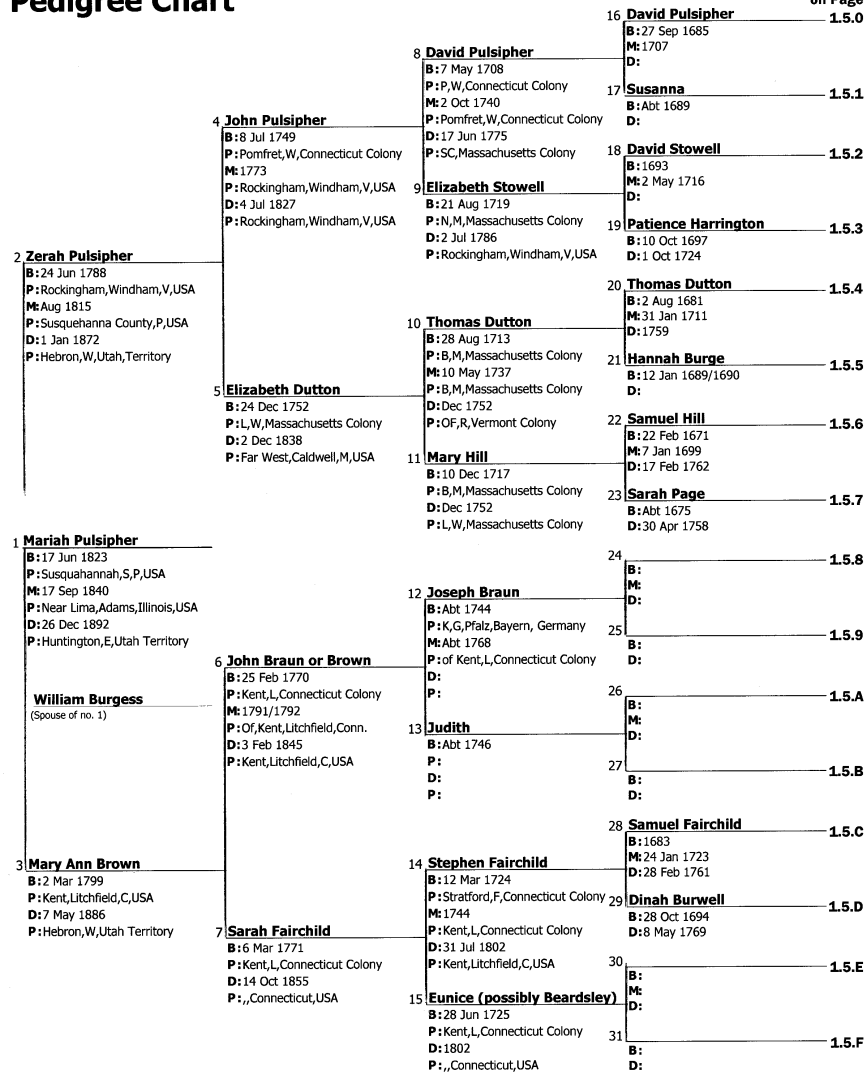 Pedigree Chart
on Page
16 David Pulsipher
1.5.0
B:27 Sep 1685
M:1707
D:
17 Susanna
1.5.1
B:Abt 1689
D:
8 David Pulsipher
B:7 May 1708
P:P,W,Connecticut Colony
M:2 Oct 1740
P:Pomfret,W,Connecticut Colony
D:17 Jun 1775
P:SC,Massachusetts Colony
18 David Stowell
1.5.2
B:1693
M:2 May 1716
D:
19 Patience Harrington
1.5.3
B:10 Oct 1697
D:1 Oct 1724
4 John Pulsipher
B:8 Jul 1749
P:Pomfret,W,Connecticut Colony
M:1773
P:Rockingham,Windham,V,USA
D:4 Jul 1827
P:Rockingham,Windham,V,USA
9 Elizabeth Stowell
B:21 Aug 1719
P:N,M,Massachusetts Colony
D:2 Jul 1786
P:Rockingham,Windham,V,USA
2 Zerah Pulsipher
B:24 Jun 1788
P:Rockingham,Windham,V,USA
M:Aug 1815
P:Susquehanna County,P,USA
D:1 Jan 1872
P:Hebron,W,Utah,Territory
20 Thomas Dutton
1.5.4
B:2 Aug 1681
M:31 Jan 1711
D:1759
21 Hannah Burge
1.5.5
B:12 Jan 1689/1690
D:
10 Thomas Dutton
B:28 Aug 1713
P:B,M,Massachusetts Colony
M:10 May 1737
P:B,M,Massachusetts Colony
D:Dec 1752
P:OF,R,Vermont Colony
5 Elizabeth Dutton
B:24 Dec 1752
P:L,W,Massachusetts Colony
D:2 Dec 1838
P:Far West,Caldwell,M,USA
22 Samuel Hill
1.5.6
B:22 Feb 1671
M:7 Jan 1699
D:17 Feb 1762
23 Sarah Page
1.5.7
B:Abt 1675
D:30 Apr 1758
11 Mary Hill
B:10 Dec 1717
P:B,M,Massachusetts Colony
D:Dec 1752
P:L,W,Massachusetts Colony
1 Mariah Pulsipher
B:17 Jun 1823
P:Susquahannah,S,P,USA
M:17 Sep 1840
P:Near Lima,Adams,Illinois,USA
D:26 Dec 1892
P:Huntington,E,Utah Territory
24
1.5.8
B:
M:
D:
25
1.5.9
B:
D:
12 Joseph Braun
B:Abt 1744
P:K,G,Pfalz,Bayern, Germany
M:Abt 1768
P:of Kent,L,Connecticut Colony
D:
P:
6 John Braun or Brown
B:25 Feb 1770
P:Kent,L,Connecticut Colony
M:1791/1792
P:Of,Kent,Litchfield,Conn.
D:3 Feb 1845
P:Kent,Litchfield,C,USA
William Burgess
(Spouse of no. 1)
26
1.5.A
B:
M:
D:
27
1.5.B
B:
D:
13 Judith
B:Abt 1746
P:
D:
P:
28 Samuel Fairchild
1.5.C
B:1683
M:24 Jan 1723
D:28 Feb 1761
29 Dinah Burwell
1.5.D
B:28 Oct 1694
D:8 May 1769
3 Mary Ann Brown
B:2 Mar 1799
P:Kent,Litchfield,C,USA
D:7 May 1886
P:Hebron,W,Utah Territory
14 Stephen Fairchild
B:12 Mar 1724
P:Stratford,F,Connecticut Colony
M:1744
P:Kent,L,Connecticut Colony
D:31 Jul 1802
P:Kent,Litchfield,C,USA
7 Sarah Fairchild
B:6 Mar 1771
P:Kent,L,Connecticut Colony
D:14 Oct 1855
P:,,Connecticut,USA
30
1.5.E
B:
M:
D:
31
1.5.F
B:
D:
15 Eunice (possibly Beardsley)
B:28 Jun 1725
P:Kent,L,Connecticut Colony
D:1802
P:,,Connecticut,USA